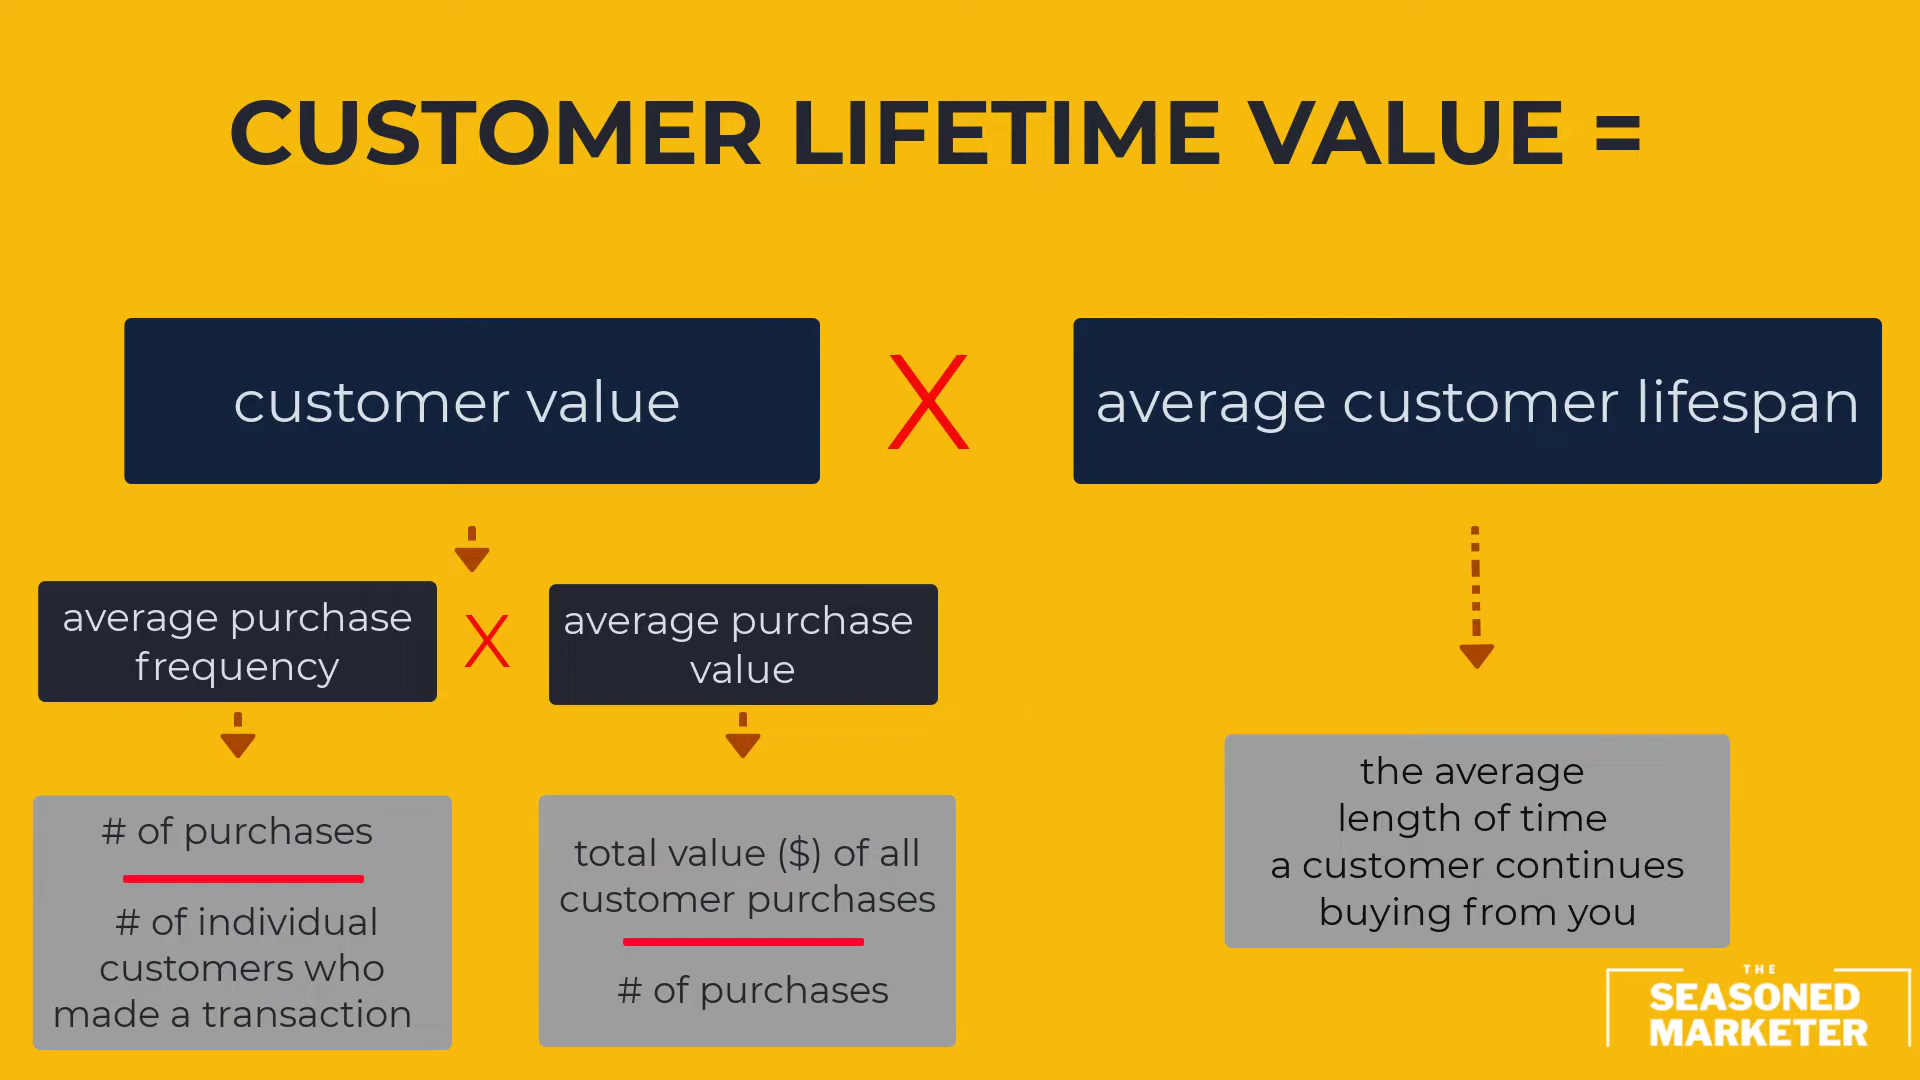 CUSTOMER LIFETIME VALUE =
customer value
X
average customer lifespan
average purchase
frequency
X
average purchase
value
# of purchases
# of individual
customers who
made a transaction
total value ($) of all
customer purchases
# of purchases
the average
length of time
a customer continues
buying from you
THE
SEASONED
MARKETER